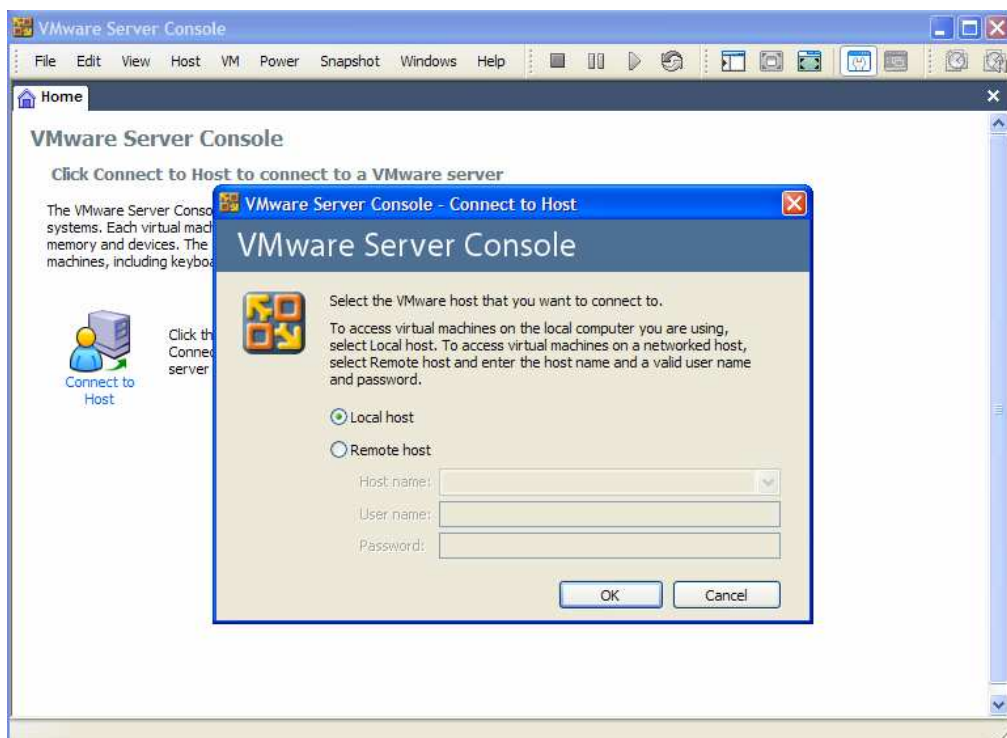 VMware Server Console
File Edit View Host VM Power Snapshot Windows Help
Home
VMware Server Console
Click Connect to Host to connect to a VMware server
The VMware Server Conso
systems. Each virtual mach
memory and devices. The
machines, including keyboa
Click th
Connec
server
Connect to
Host
VMware Server Console - Connect to Host
VMware Server Console
Select the VMware host that you want to connect to.
To access virtual machines on the local computer you are using,
select Local host. To access virtual machines on a networked host,
select Remote host and enter the host name and a valid user name
and password.
Local host
Remote host
Host name:
User name:
Password:
OK Cancel